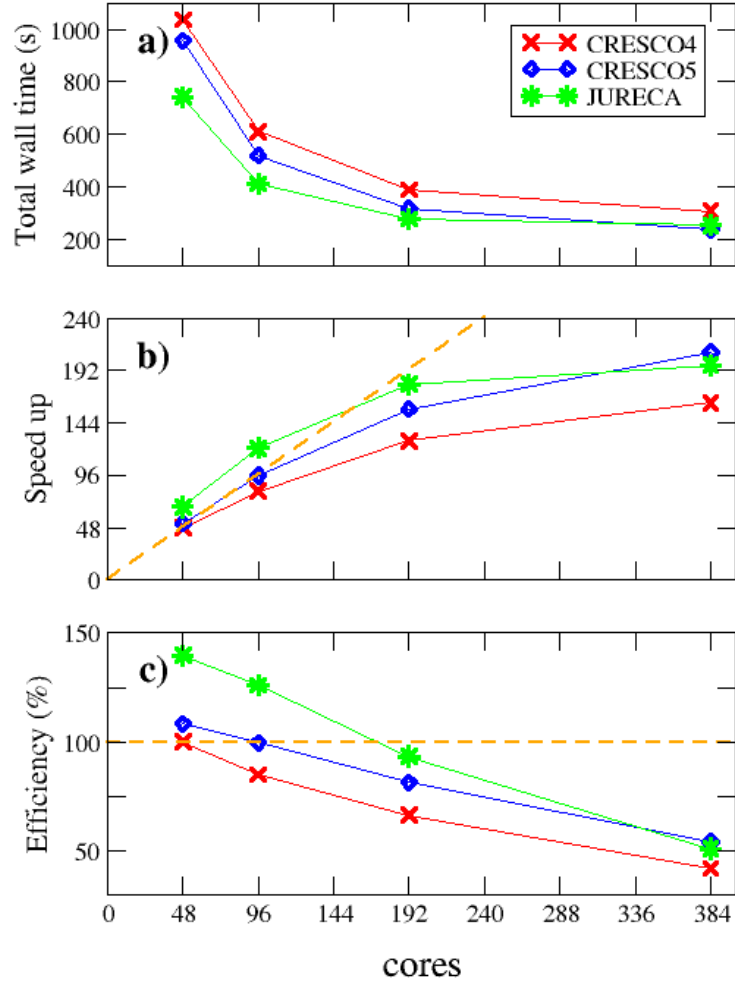 a)
CRESCO4
CRESCO5
JURECA
Total wall time (s)
1000
800
600
400
200
b)
Speed up
240
192
144
96
48
0
c)
Efficiency (%)
150
100
50
0 48 96 144 192 240 288 336 384
cores